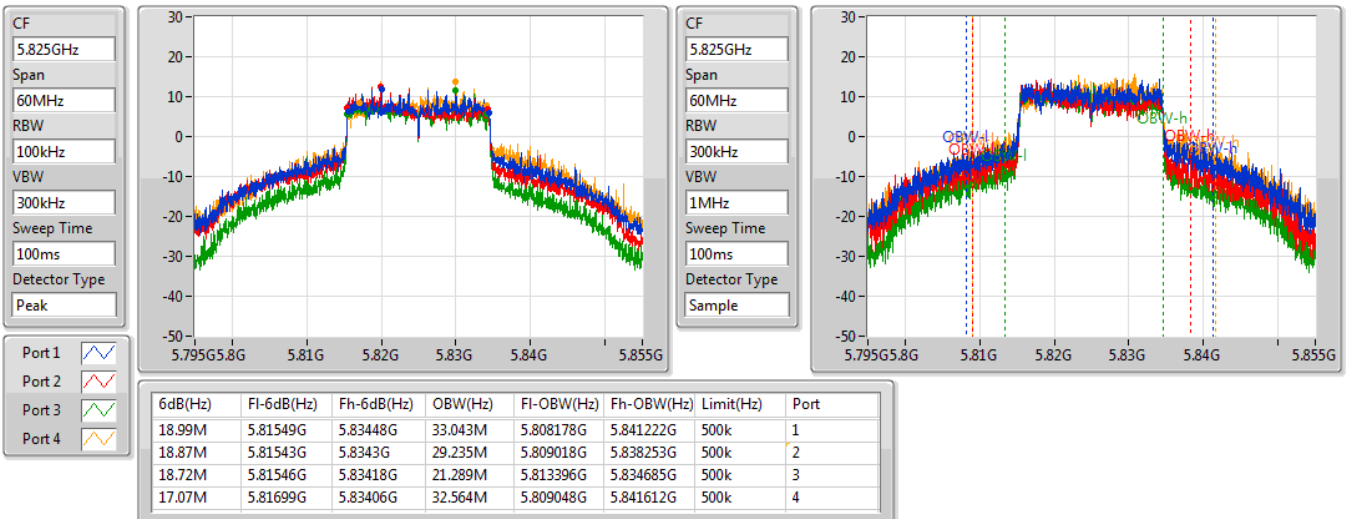 CF
5.825GHz
Span
60MHz
RBW
100kHz
VBW
300kHz
Sweep Time
100ms
Detector Type
Peak
Port 1
Port 2
Port 3
Port 4
30
20
10
0
-10
-20
-30
-40
-50
5.795G 5.8G 5.81G 5.82G 5.83G 5.84G 5.855G
CF
5.825GHz
Span
60MHz
RBW
300kHz
VBW
1MHz
Sweep Time
100ms
Detector Type
Sample
30
20
10
0
-10
-20
-30
-40
-50
OBW-h
OBW-l
OBW-h
OBW-l
OBW-h
5.795G 5.8G 5.81G 5.82G 5.83G 5.84G 5.855G
6dB(Hz) Fl-6dB(Hz) Fh-6dB(Hz) OBW(Hz) Fl-OBW(Hz) Fh-OBW(Hz) Limit(Hz) Port
18.99M 5.81549G 5.83448G 33.043M 5.808178G 5.841222G 500k 1
18.87M 5.81543G 5.8343G 29.235M 5.809018G 5.838253G 500k 2
18.72M 5.81546G 5.83418G 21.289M 5.813396G 5.834685G 500k 3
17.07M 5.81699G 5.83406G 32.564M 5.809048G 5.841612G 500k 4